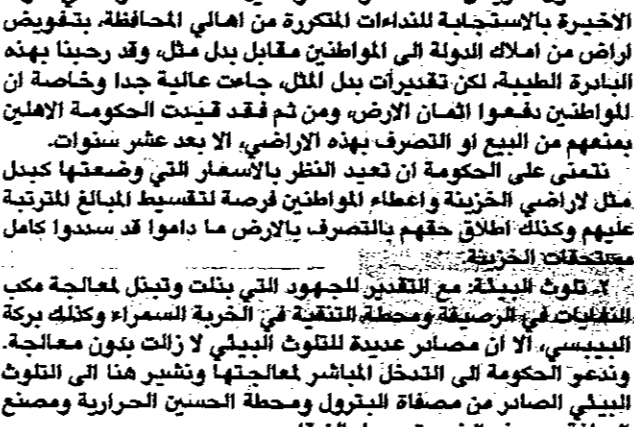 الاخيرة بالاستجابة للنداءات المتكررة من اهالي المحافظة، بتفويض
اراض من املاك الدولة الى المواطنين مقابل بدل مثل، وقد رحبنا بهذه
البادرة الطيبة، لكن تقديرات بدل المثل، جاءت عالية جدا وخاصة ان
المواطنين دفعوا اثمان الارض، ومن ثم فقد قيدت الحكومة الاهلين
بمنعهم من البيع او التصرف بهذه الاراضي، الا بعد عشر سنوات.
نتمنى على الحكومة ان تعيد النظر بالاسعار التي وضعتها كبدل
مثل لاراضي الخزينة واعطاء المواطنين فرصة لتقسيط المبالغ المترتبة
عليهم وكذلك اطلاق حقهم بالتصرف بالارض ما داموا قد سددوا كامل
مستحقات الخزينة.
تلوث البيئة: مع التقدير للجهود التي بذلت وتبذل لمعالجة مكب
النفايات في الرصيفة ومحطة التنقية في الخربة السمراء وكذلك بركة
البيبسي، الا ان مصادر عديدة للتلوث البيئي لا زالت بدون معالجة.
وندعو الحكومة الى التدخل المباشر لمعالجتها ونشير هنا الى التلوث
البيئي الصادر من مصفاة البترول ومحطة الحسين الحرارية ومصنع